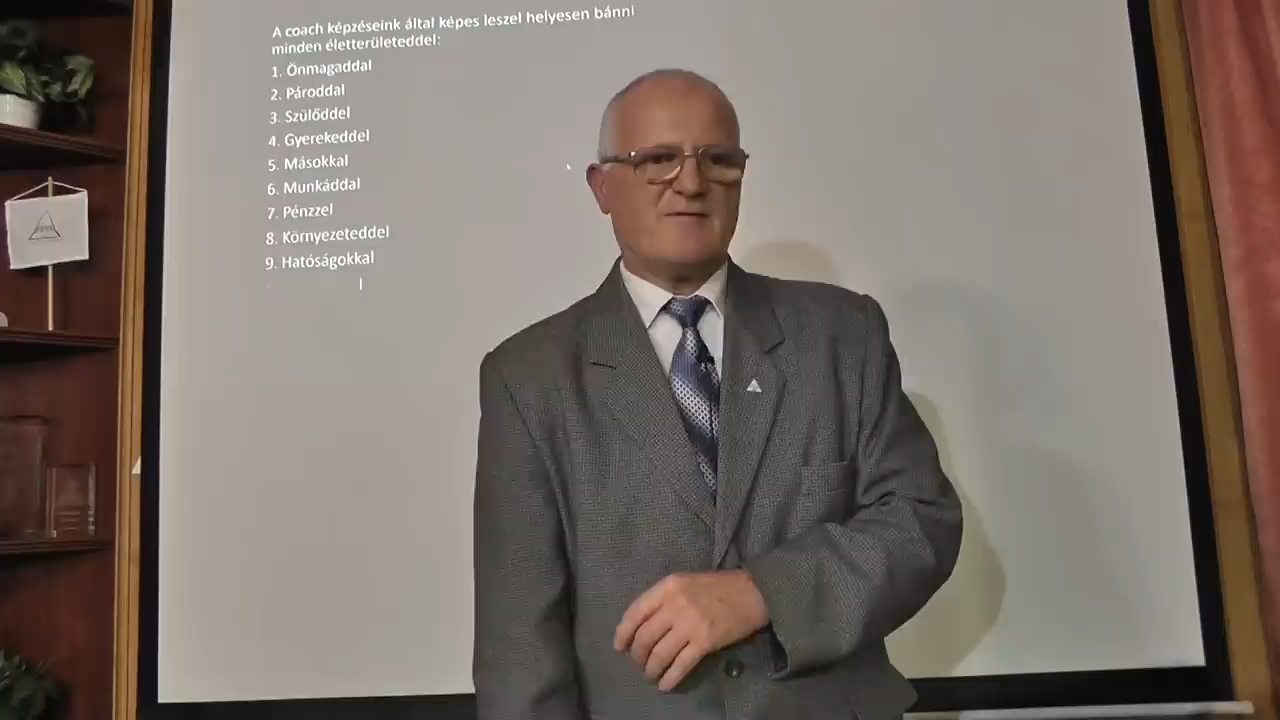 A coach képzéseink által képes leszel helyesen bánni
minden életterületeddel:
1. Önmagaddal
2. Pároddal
3. Szülőddel
4. Gyerekeddel
5. Másokkal
6. Munkáddal
7. Pénzzel
8. Környezeteddel
9. Hatóságokkal